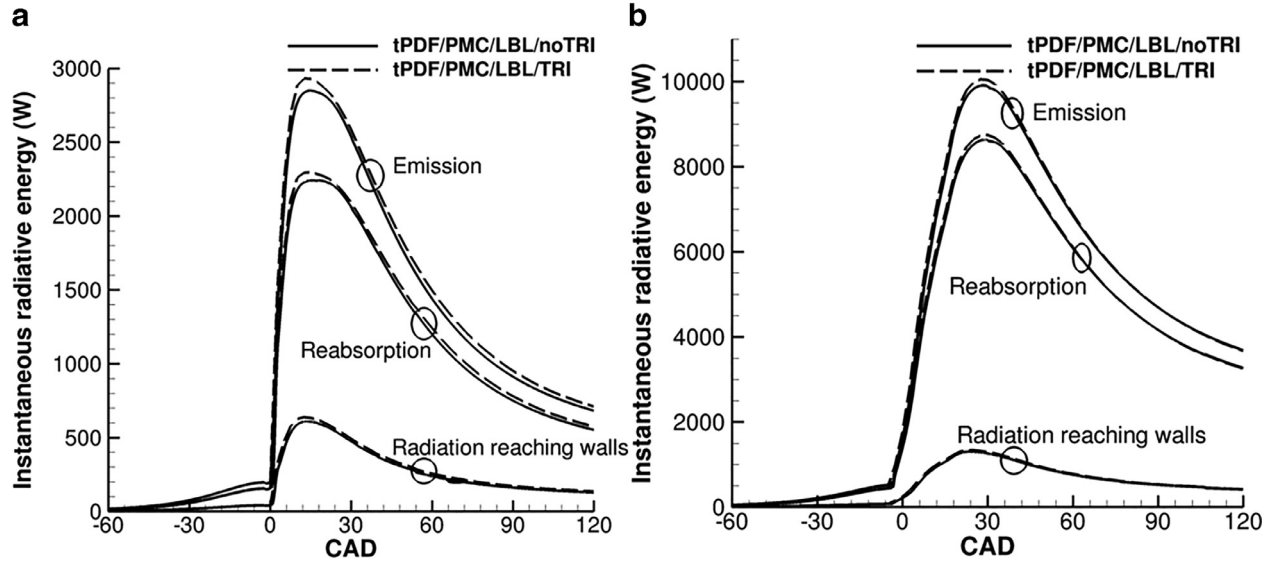 a
tPDF/PMC/LBL/noTRI
tPDF/PMC/LBL/TRI
Instantaneous radiative energy (W)
3000
2500
2000
1500
1000
500
0
Emission
Reabsorption
Radiation reaching walls
-60 -30 0 30 60 90 120
CAD
b
tPDF/PMC/LBL/noTRI
tPDF/PMC/LBL/TRI
Instantaneous radiative energy (W)
10000
8000
6000
4000
2000
0
Emission
Reabsorption
Radiation reaching walls
-60 -30 0 30 60 90 120
CAD